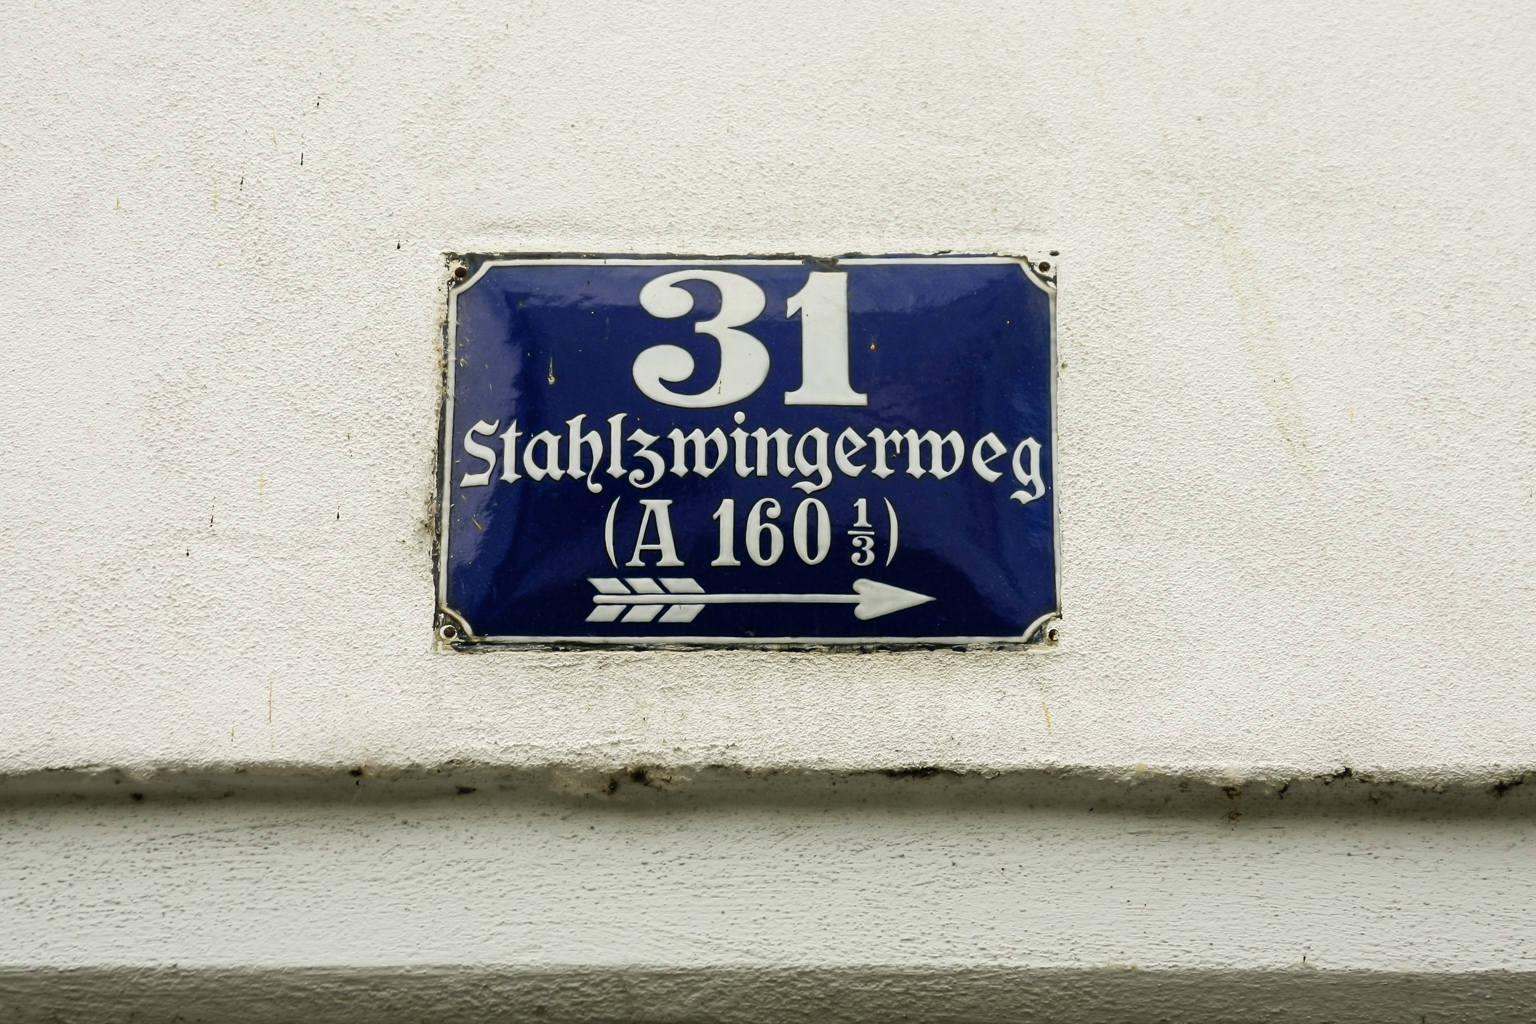 31
Stahlzwingerweg
(A 160 1/3)